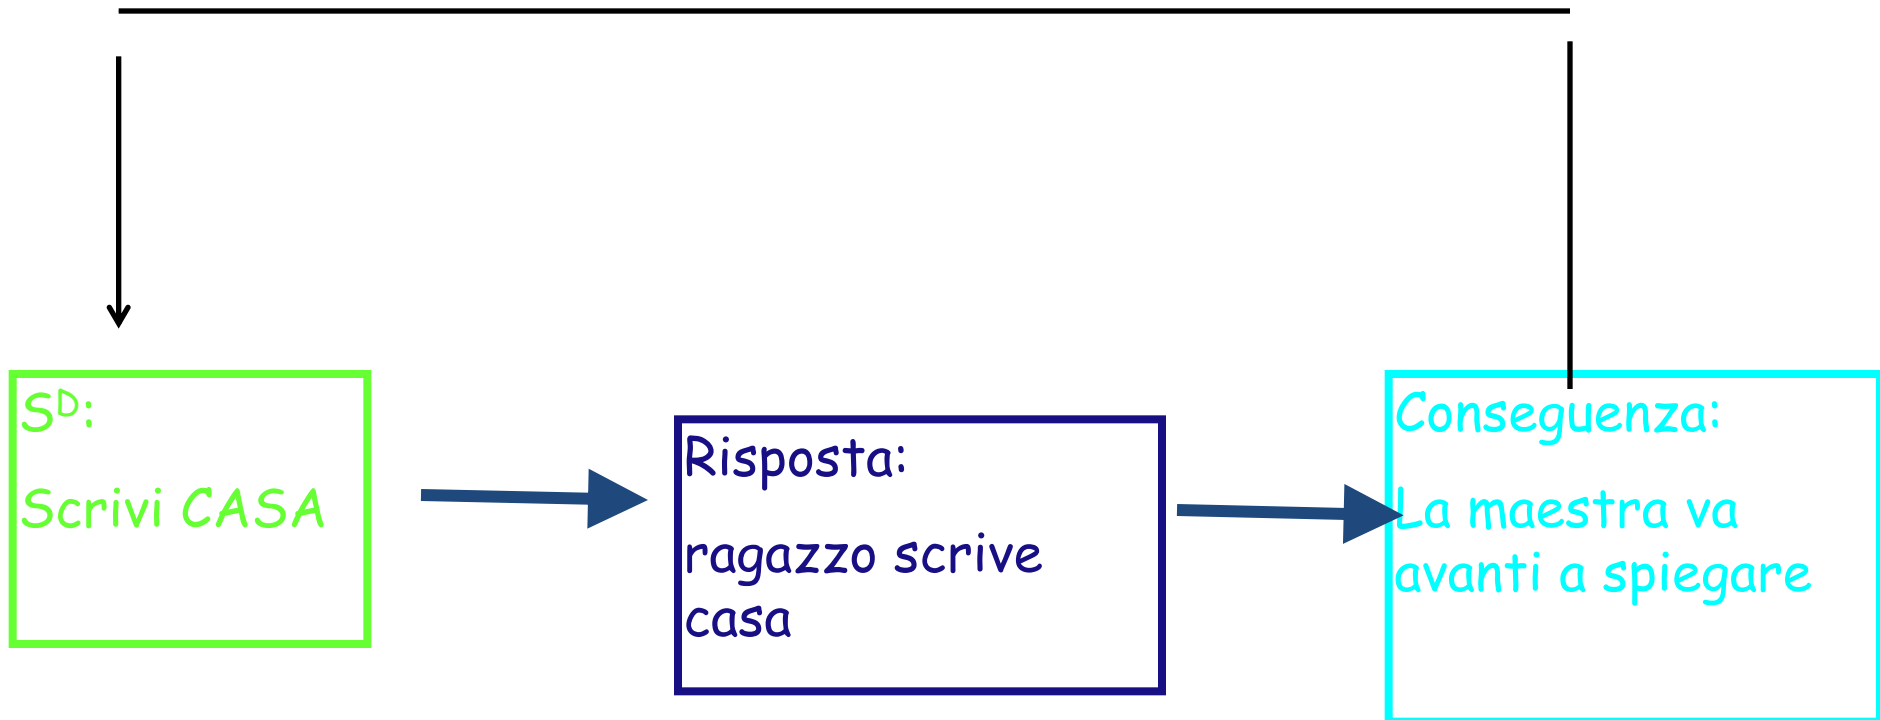 Sᴰ:
Scrivi CASA
Risposta:
ragazzo scrive
casa
Conseguenza:
La maestra va
avanti a spiegare